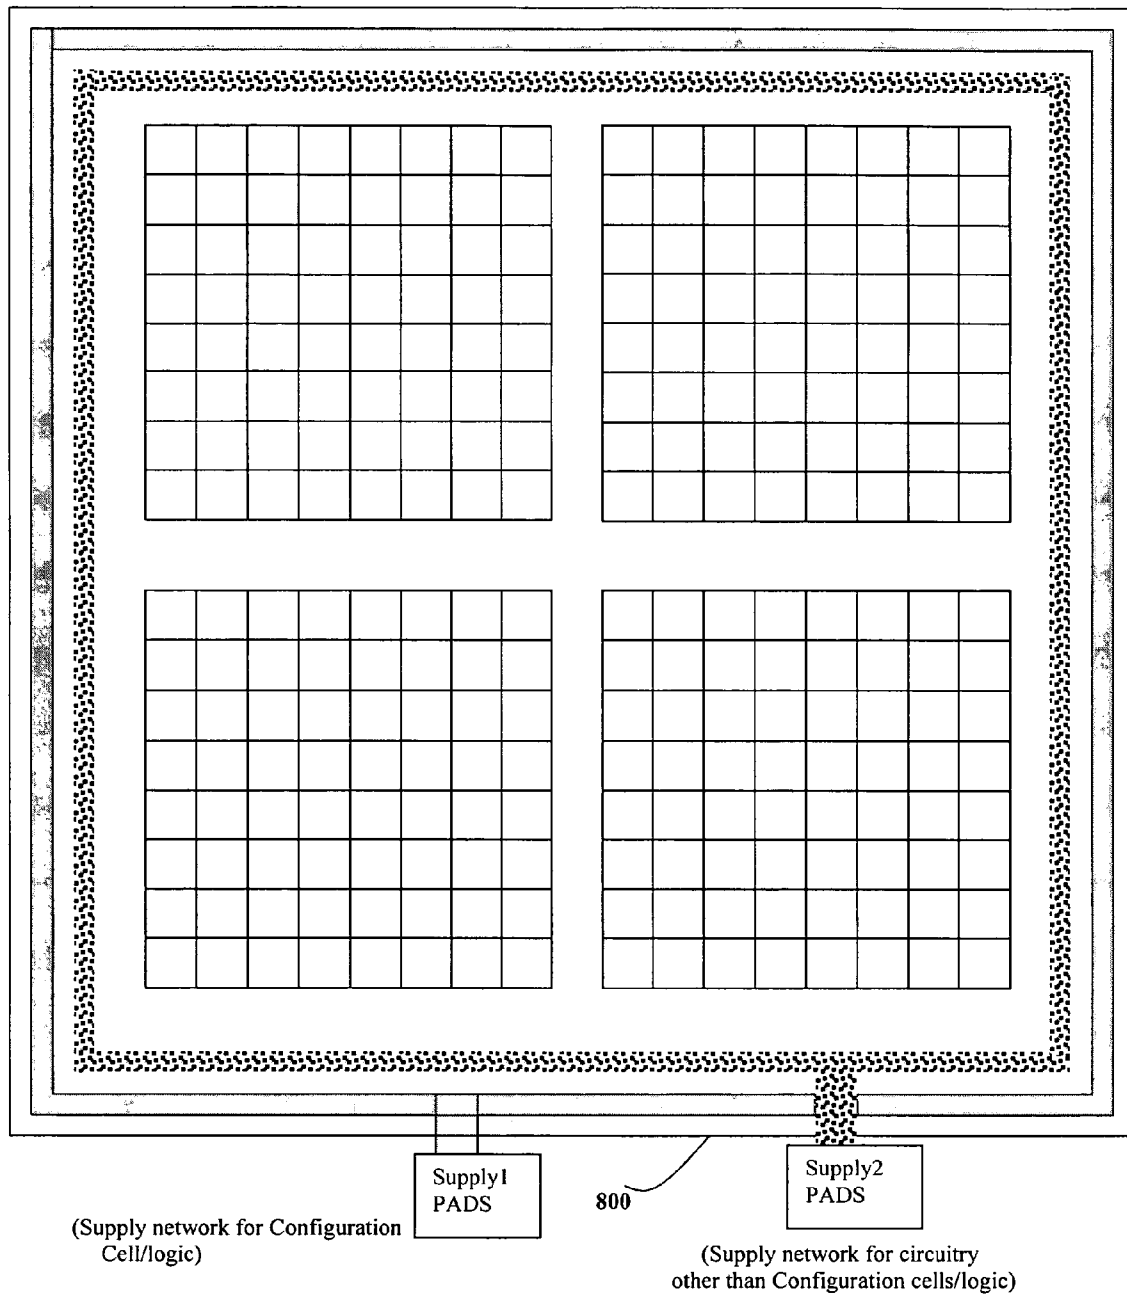 Supply1
PADS
800
Supply2
PADS
(Supply network for Configuration
Cell/logic)
(Supply network for circuitry
other than Configuration cells/logic)